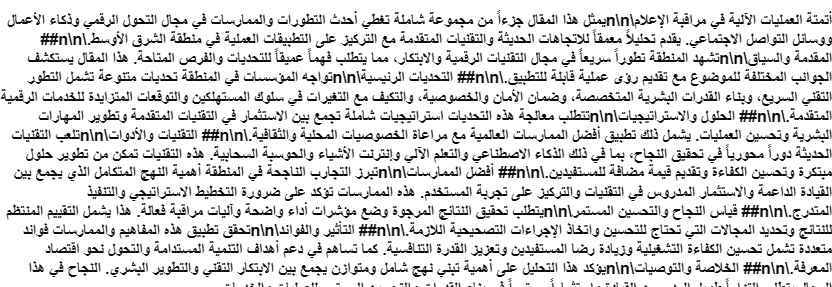 أتمتة العمليات الآلية في مراقبة الإعلام\n\nيمثل هذا المقال جزءاً من مجموعة شاملة تغطي أحدث التطورات والممارسات في مجال التحول الرقمي وذكاء الأعمال
ووسائل التواصل الاجتماعي. يقدم تحليلاً معمقاً للاتجاهات الحديثة والتقنيات المتقدمة مع التركيز على التطبيقات العملية في منطقة الشرق الأوسط.\n\n##
المقدمة والسياق\n\nتشهد المنطقة تطوراً سريعاً في مجال التقنيات الرقمية والابتكار، مما يتطلب فهماً عميقاً للتحديات والفرص المتاحة. هذا المقال يستكشف
الجوانب المختلفة للموضوع مع تقديم رؤى عملية قابلة للتطبيق.\n\n## التحديات الرئيسية\n\nتواجه المؤسسات في المنطقة تحديات متنوعة تشمل التطور
التقني السريع، وبناء القدرات البشرية المتخصصة، وضمان الأمان والخصوصية، والتكيف مع التغيرات في سلوك المستهلكين والتوقعات المتزايدة للخدمات الرقمية
المتقدمة.\n\n## الحلول والاستراتيجيات\n\nتتطلب معالجة هذه التحديات استراتيجيات شاملة تجمع بين الاستثمار في التقنيات المتقدمة وتطوير المهارات
البشرية وتحسين العمليات. يشمل ذلك تطبيق أفضل الممارسات العالمية مع مراعاة الخصوصيات المحلية والثقافية.\n\n## التقنيات والأدوات\n\nتلعب التقنيات
الحديثة دوراً محورياً في تحقيق النجاح، بما في ذلك الذكاء الاصطناعي والتعلم الآلي وإنترنت الأشياء والحوسبة السحابية. هذه التقنيات تمكن من تطوير حلول
مبتكرة وتحسين الكفاءة وتقديم قيمة مضافة للمستفيدين.\n\n## أفضل الممارسات\n\nتبرز التجارب الناجحة في المنطقة أهمية النهج المتكامل الذي يجمع بين
القيادة الداعمة والاستثمار المدروس في التقنيات والتركيز على تجربة المستخدم. هذه الممارسات تؤكد على ضرورة التخطيط الاستراتيجي والتنفيذ
المتدرج.\n\n## قياس النجاح والتحسين المستمر\n\nيتطلب تحقيق النتائج المرجوة وضع مؤشرات أداء واضحة وآليات مراقبة فعالة. هذا يشمل التقييم المنتظم
للنتائج وتحديد المجالات التي تحتاج للتحسين واتخاذ الإجراءات التصحيحية اللازمة.\n\n## التأثير والفوائد\n\nتحقق تطبيق هذه المفاهيم والممارسات فوائد
متعددة تشمل تحسين الكفاءة التشغيلية وزيادة رضا المستفيدين وتعزيز القدرة التنافسية. كما تساهم في دعم أهداف التنمية المستدامة والتحول نحو اقتصاد
المعرفة.\n\n## الخلاصة والتوصيات\n\nيؤكد هذا التحليل على أهمية تبني نهج شامل ومتوازن يجمع بين الابتكار التقني والتطوير البشري. النجاح في هذا